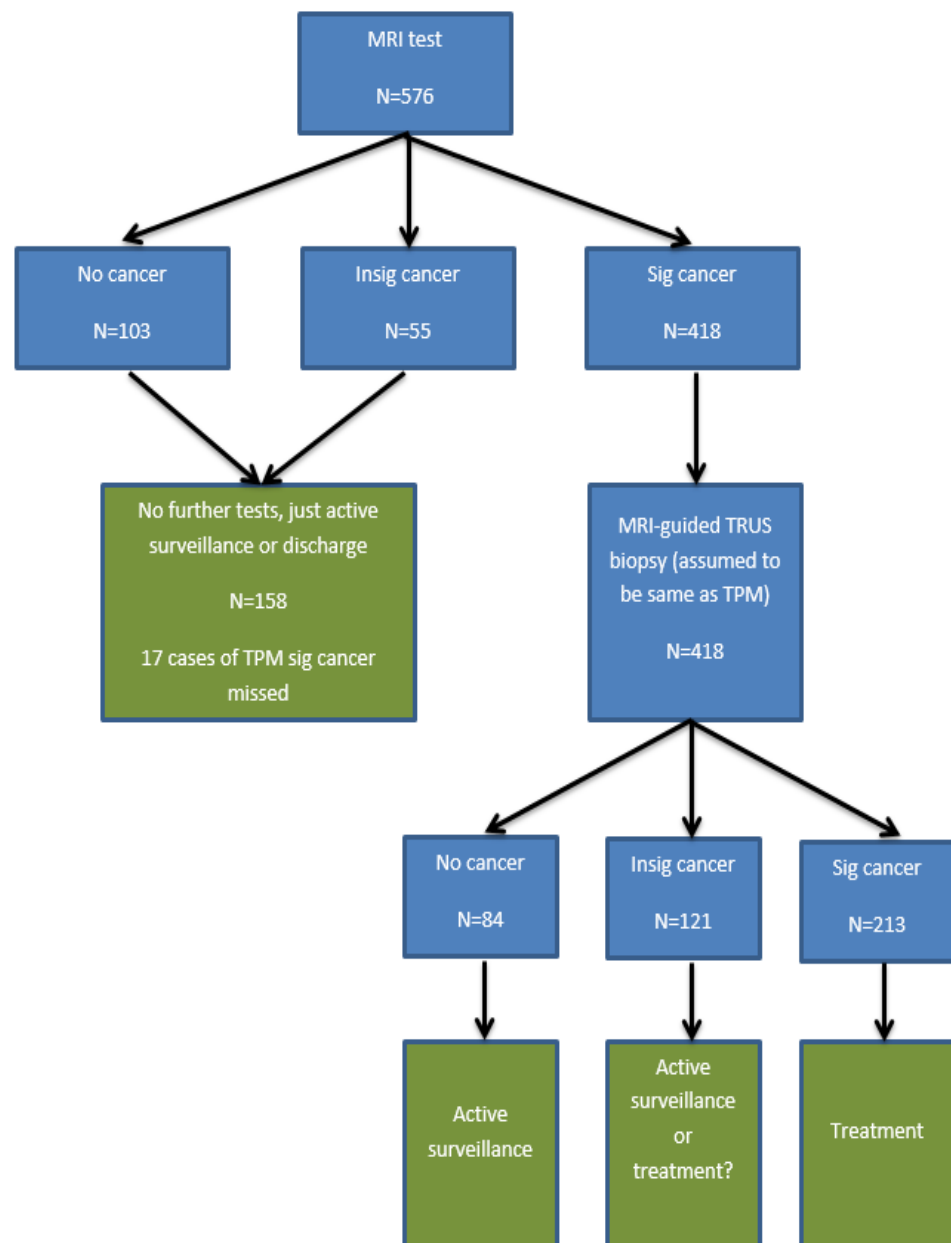 MRI test
N=576
No cancer
N=103
Insig cancer
N=55
Sig cancer
N=418
No further tests, just active
surveillance or discharge
N=158
17 cases of TPM sig cancer
missed
MRI-guided TRUS
biopsy (assumed to
be same as TPM)
N=418
No cancer
N=84
Insig cancer
N=121
Sig cancer
N=213
Active
surveillance
Active
surveillance
or
treatment?
Treatment